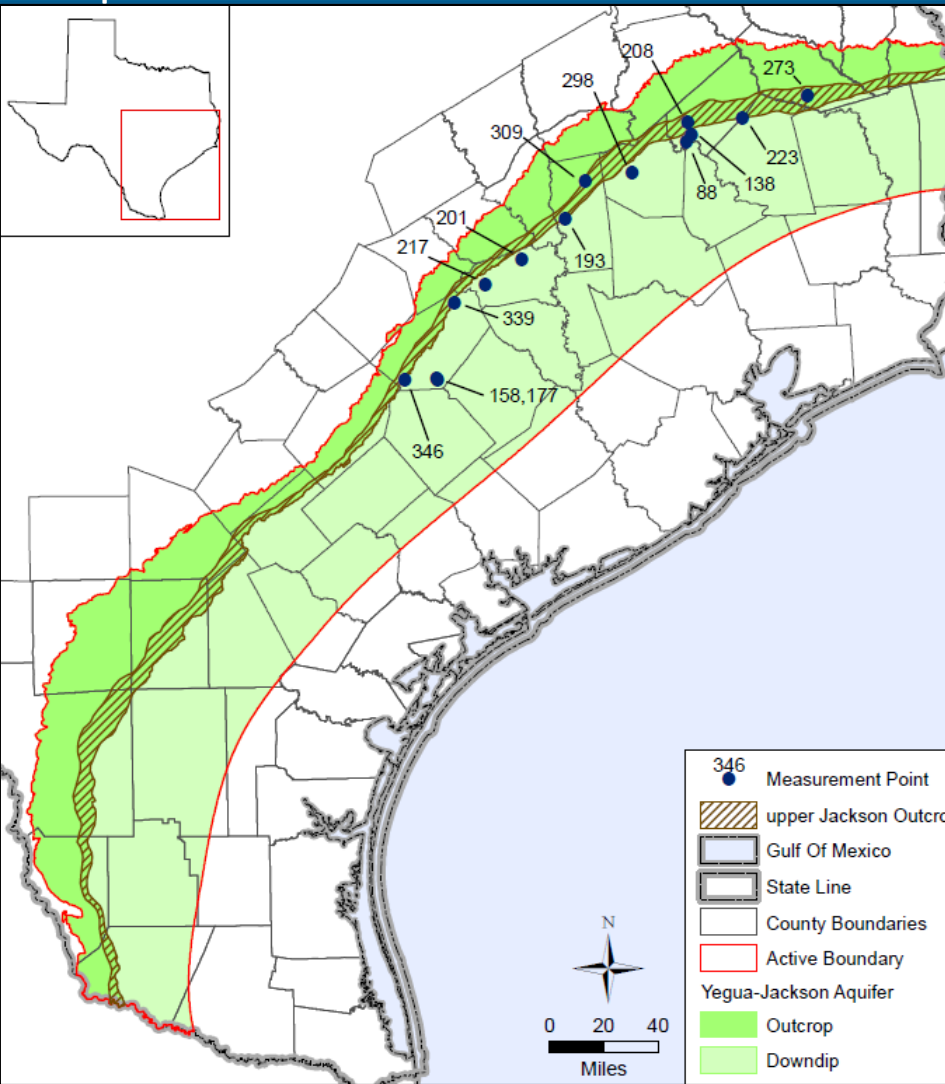 208
273
298
309
223
138
88
201
193
217
339
158,177
346
346
Measurement Point
upper Jackson Outcro
Gulf Of Mexico
State Line
County Boundaries
Active Boundary
Yegua-Jackson Aquifer
Outcrop
Downdip
N
0 20 40
Miles